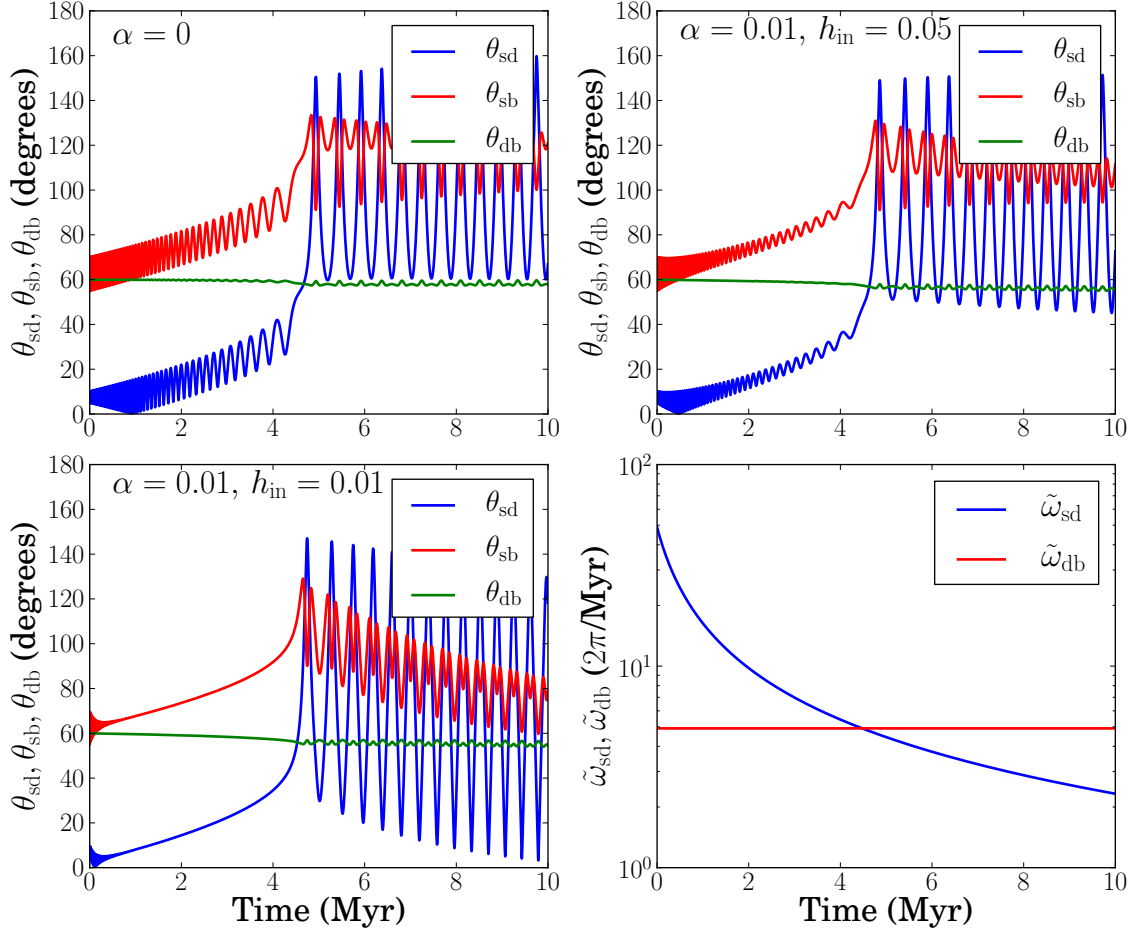 α = 0
θsd
θsb
θdb
θsd, θsb, θdb (degrees)
0 20 40 60 80 100 120 140 160 180
0 2 4 6 8 10
α = 0.01, hin = 0.05
θsd
θsb
θdb
θsd, θsb, θdb (degrees)
0 20 40 60 80 100 120 140 160 180
0 2 4 6 8 10
α = 0.01, hin = 0.01
θsd
θsb
θdb
θsd, θsb, θdb (degrees)
0 20 40 60 80 100 120 140 160 180
0 2 4 6 8 10
Time (Myr)
ω̃sd
ω̃db
ω̃sd, ω̃db (2π/Myr)
10⁰ 10¹ 10²
0 2 4 6 8 10
Time (Myr)